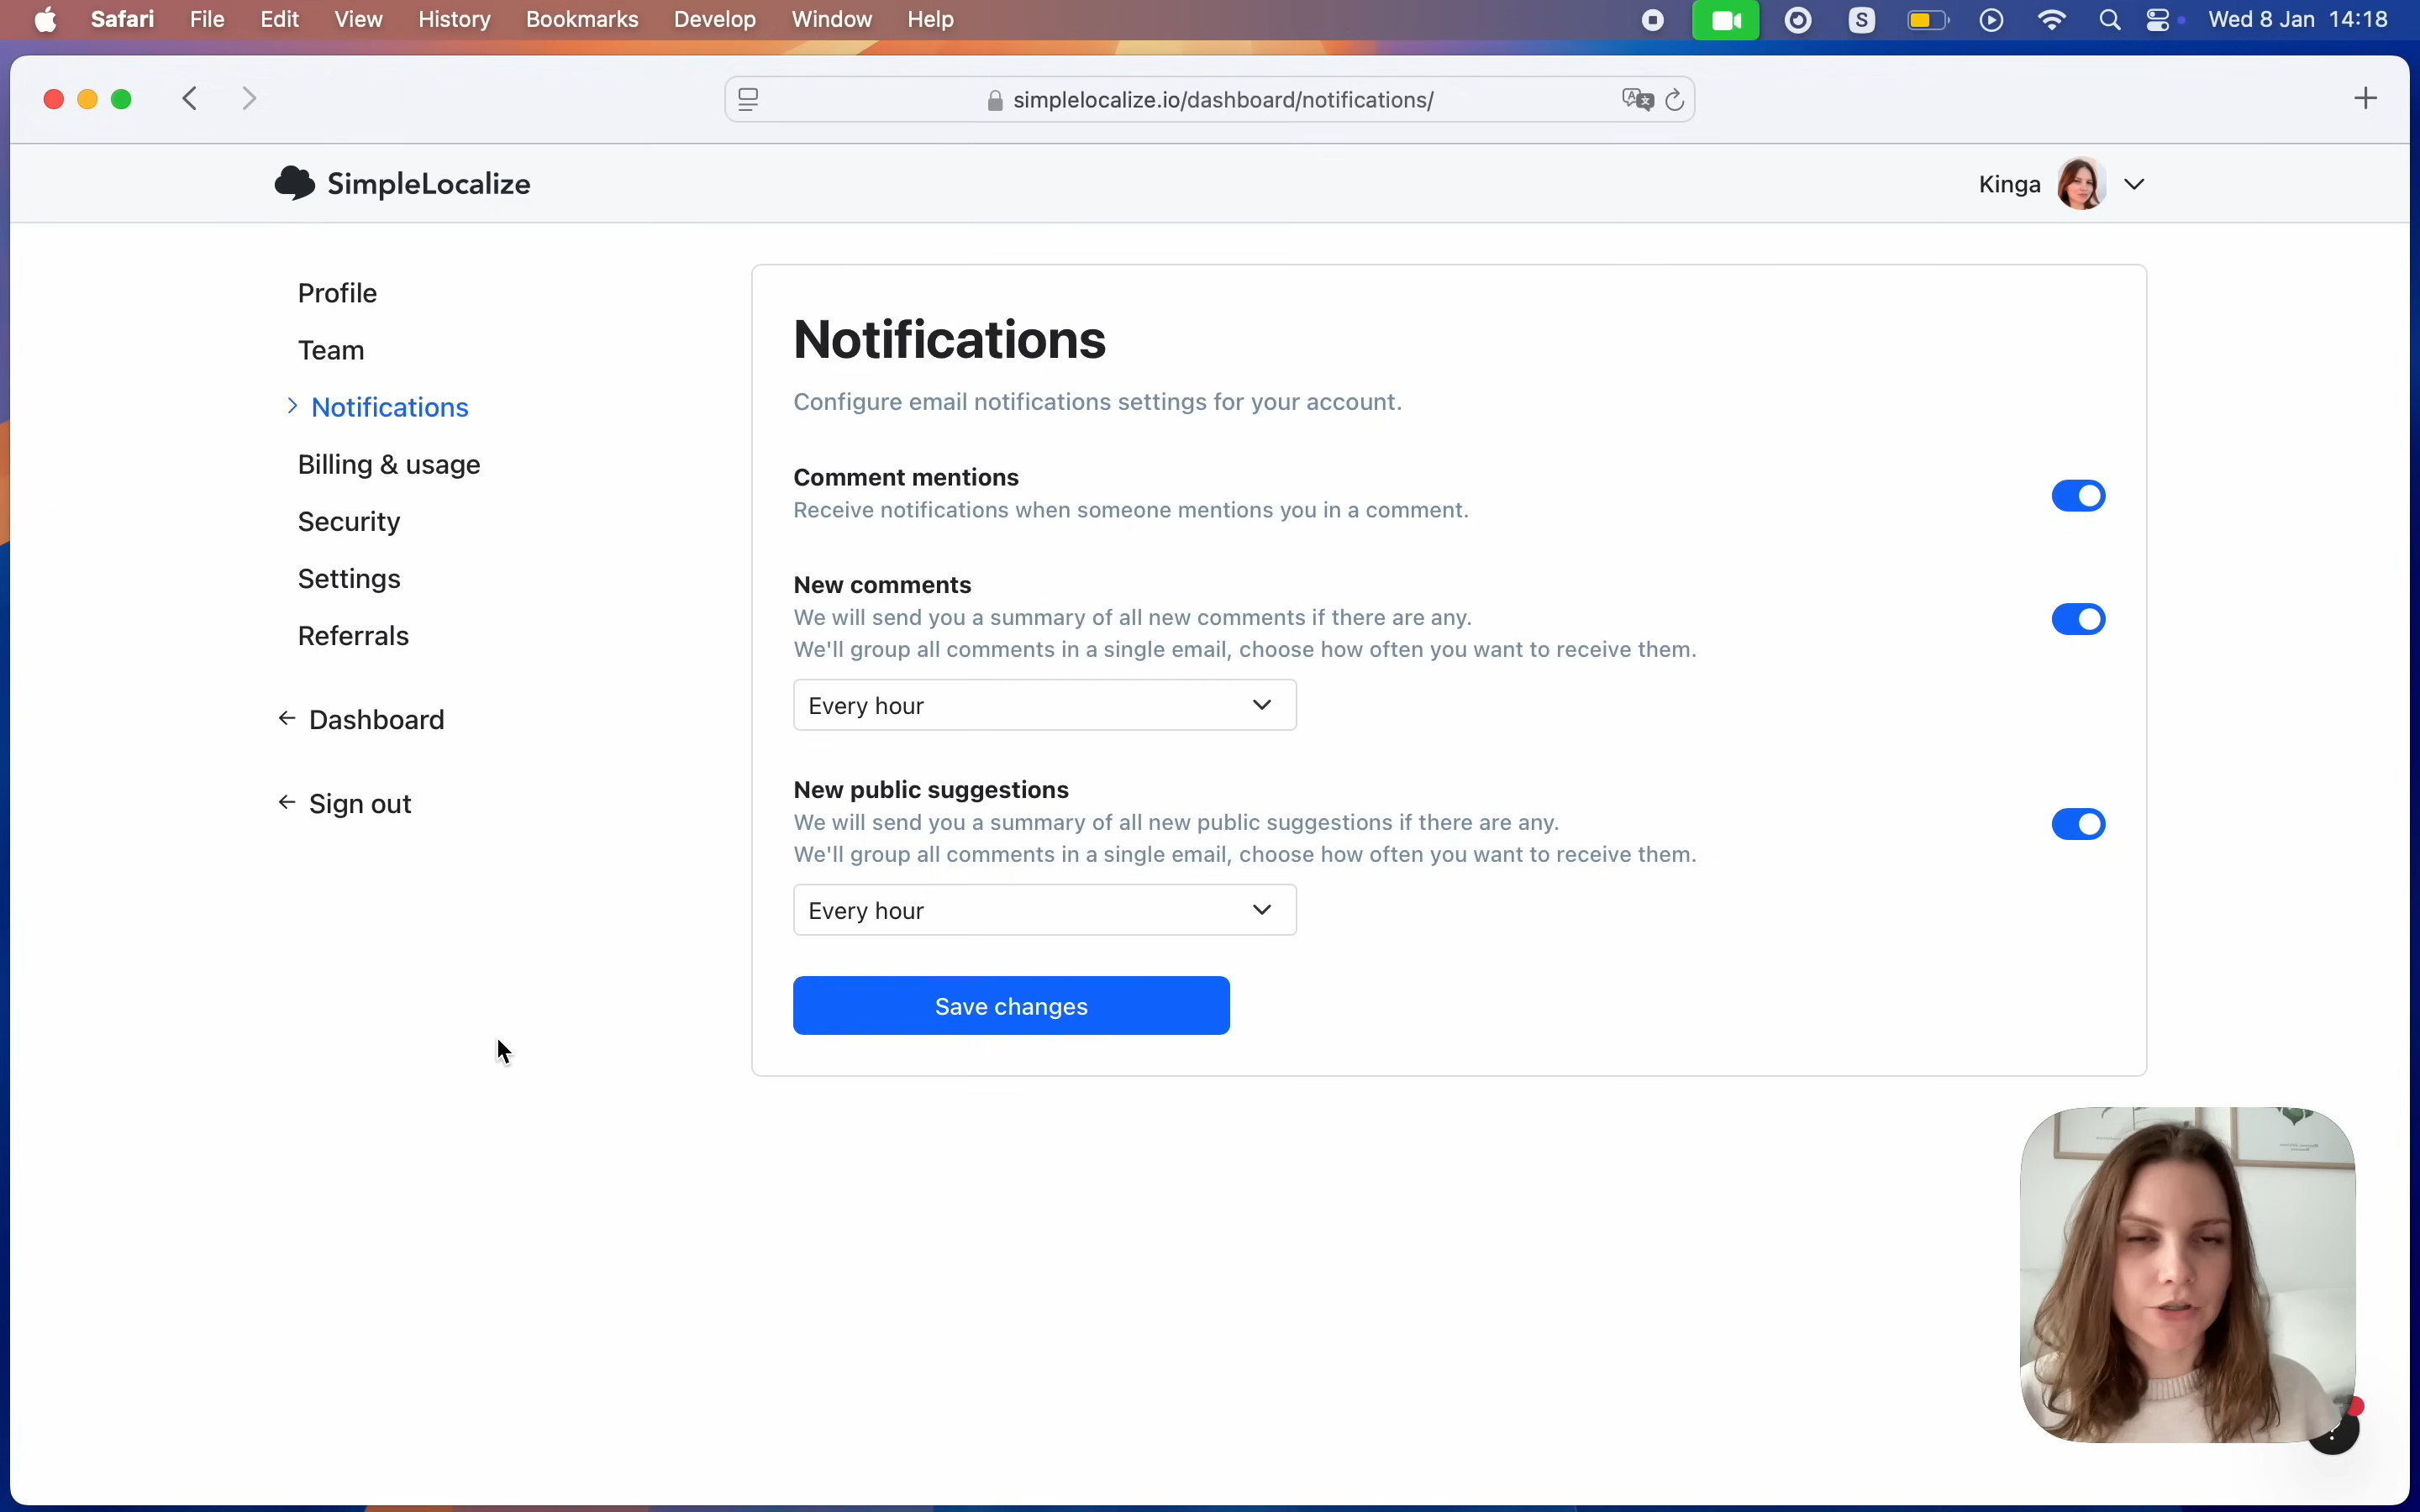 Safari File Edit View History Bookmarks Develop Window Help S Wed 8 Jan 14:18
simplelocalize.io/dashboard/notifications/
SimpleLocalize
Kinga
Profile
Team
Notifications
Billing & usage
Security
Settings
Referrals
Dashboard
Sign out
Notifications
Configure email notifications settings for your account.
Comment mentions
Receive notifications when someone mentions you in a comment.
New comments
We will send you a summary of all new comments if there are any.
We'll group all comments in a single email, choose how often you want to receive them.
Every hour
New public suggestions
We will send you a summary of all new public suggestions if there are any.
We'll group all comments in a single email, choose how often you want to receive them.
Every hour
Save changes